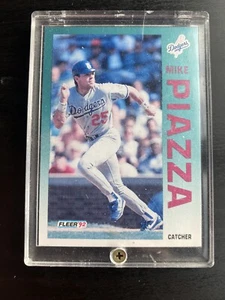 Dodgers
MIKE
PIAZZA
Dodgers
25
FLEER '92
CATCHER